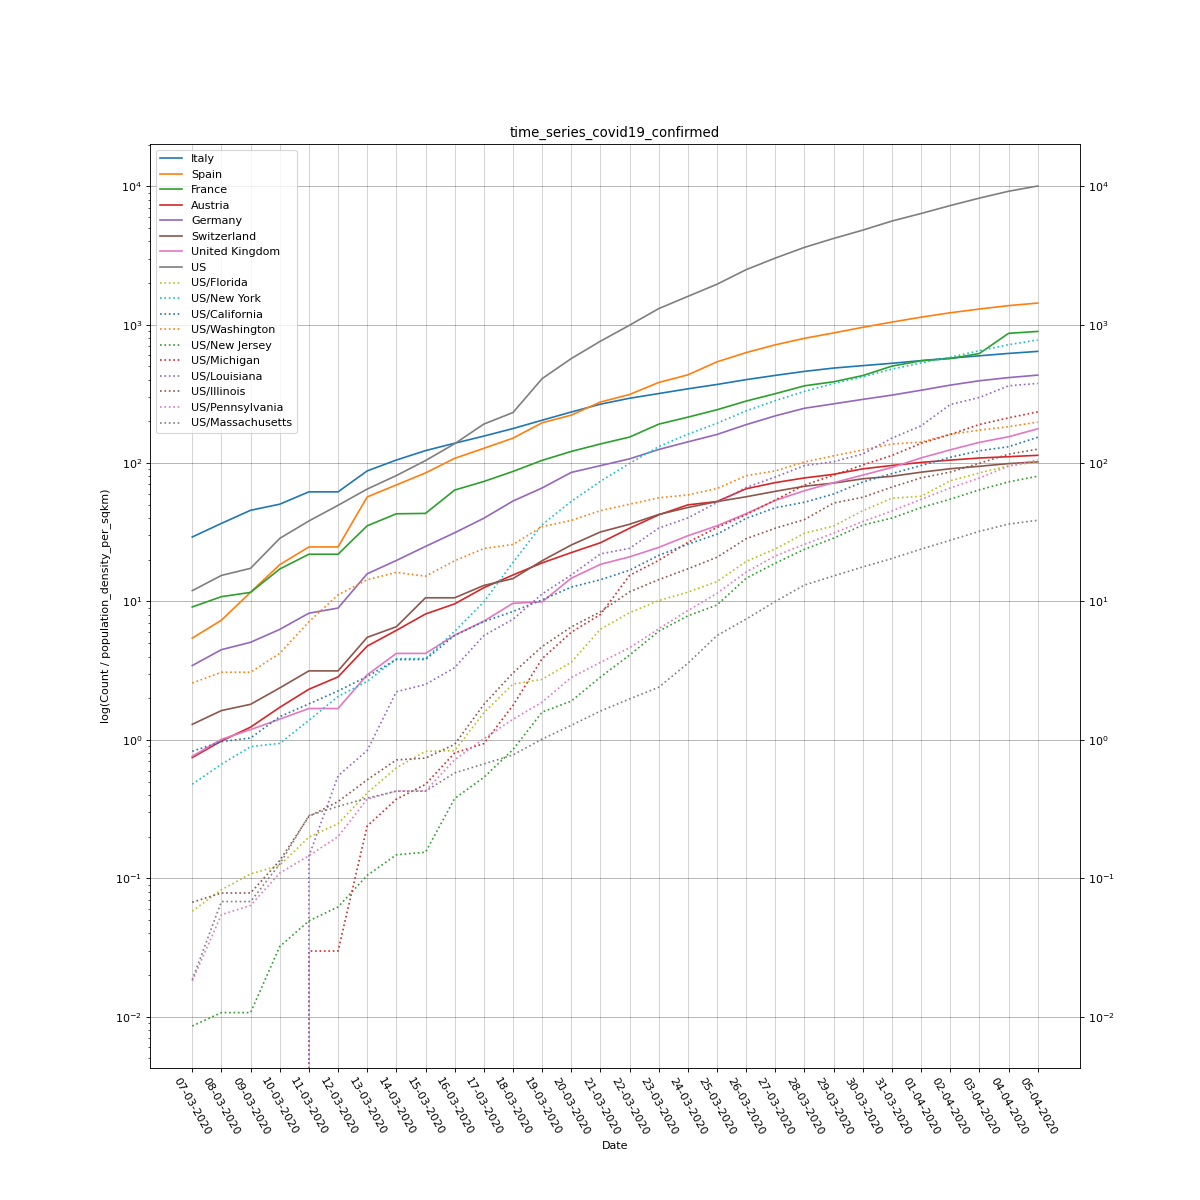 time_series_covid19_confirmed
Italy
Spain
France
Austria
Germany
Switzerland
United Kingdom
US
US/Florida
US/New York
US/California
US/Washington
US/New Jersey
US/Michigan
US/Louisiana
US/Illinois
US/Pennsylvania
US/Massachusetts
10⁴
10³
10²
10¹
10⁰
10⁻¹
10⁻²
log(Count / population_density_per_sqkm)
10⁴
10³
10²
10¹
10⁰
10⁻¹
10⁻²
07-03-2020
08-03-2020
09-03-2020
10-03-2020
11-03-2020
12-03-2020
13-03-2020
14-03-2020
15-03-2020
16-03-2020
17-03-2020
18-03-2020
19-03-2020
20-03-2020
21-03-2020
22-03-2020
23-03-2020
24-03-2020
25-03-2020
26-03-2020
27-03-2020
28-03-2020
29-03-2020
30-03-2020
31-03-2020
01-04-2020
02-04-2020
03-04-2020
04-04-2020
05-04-2020
Date